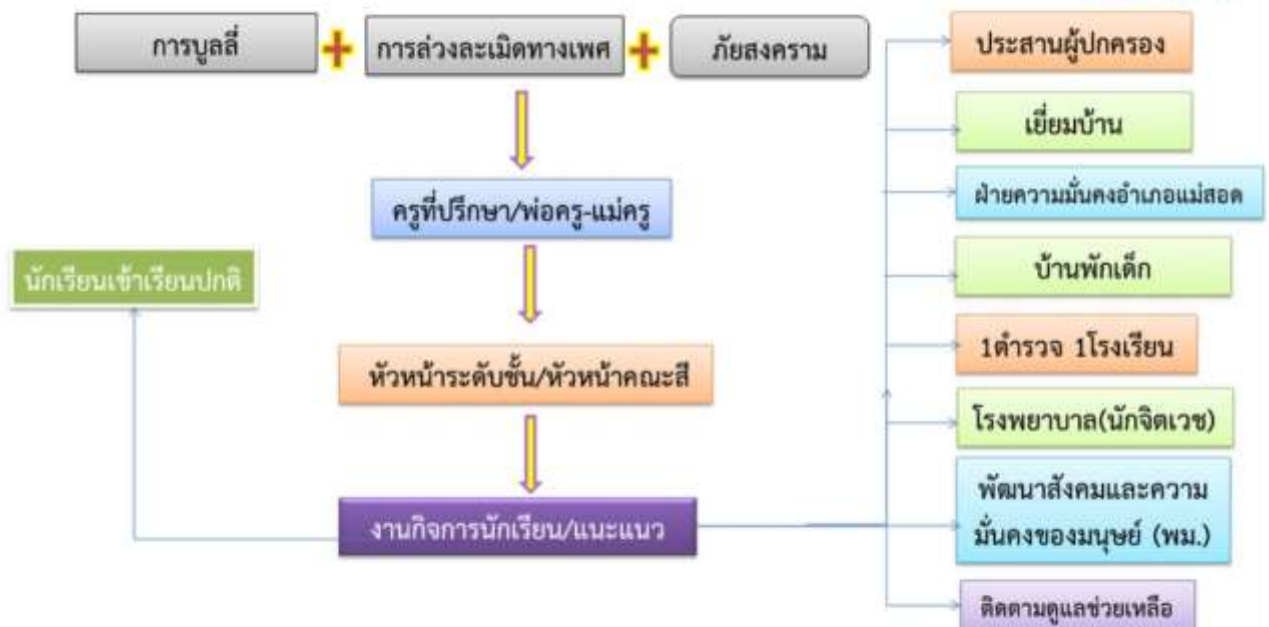 การบูลลี่
การล่วงละเมิดทางเพศ
ภัยสงคราม
ครูที่ปรึกษา/พ่อครู-แม่ครู
นักเรียนเข้าเรียนปกติ
หัวหน้าระดับชั้น/หัวหน้าคณะสี
งานกิจการนักเรียน/แนะแนว
ประสานผู้ปกครอง
เยี่ยมบ้าน
ฝ่ายความมั่นคงอำเภอแม่สอด
บ้านพักเด็ก
1ตำรวจ 1โรงเรียน
โรงพยาบาล(นักจิตเวช)
พัฒนาสังคมและความ
มั่นคงของมนุษย์ (พม.)
ติดตามดูแลช่วยเหลือ